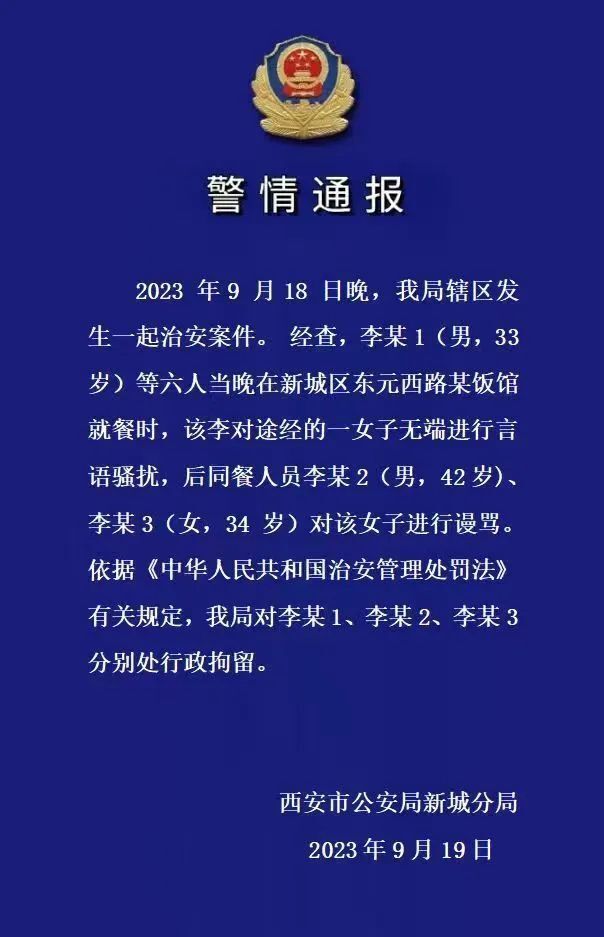 警情通报
2023 年 9 月 18 日晚，我局辖区发
生一起治安案件。 经查，李某 1（男，33
岁）等六人当晚在新城区东元西路某饭馆
就餐时，该李对途经的一女子无端进行言
语骚扰，后同餐人员李某 2（男，42 岁)、
李某 3（女，34 岁）对该女子进行谩骂。
依据《中华人民共和国治安管理处罚法》
有关规定，我局对李某 1、李某 2、李某 3
分别处行政拘留。
西安市公安局新城分局
2023 年 9 月 19 日